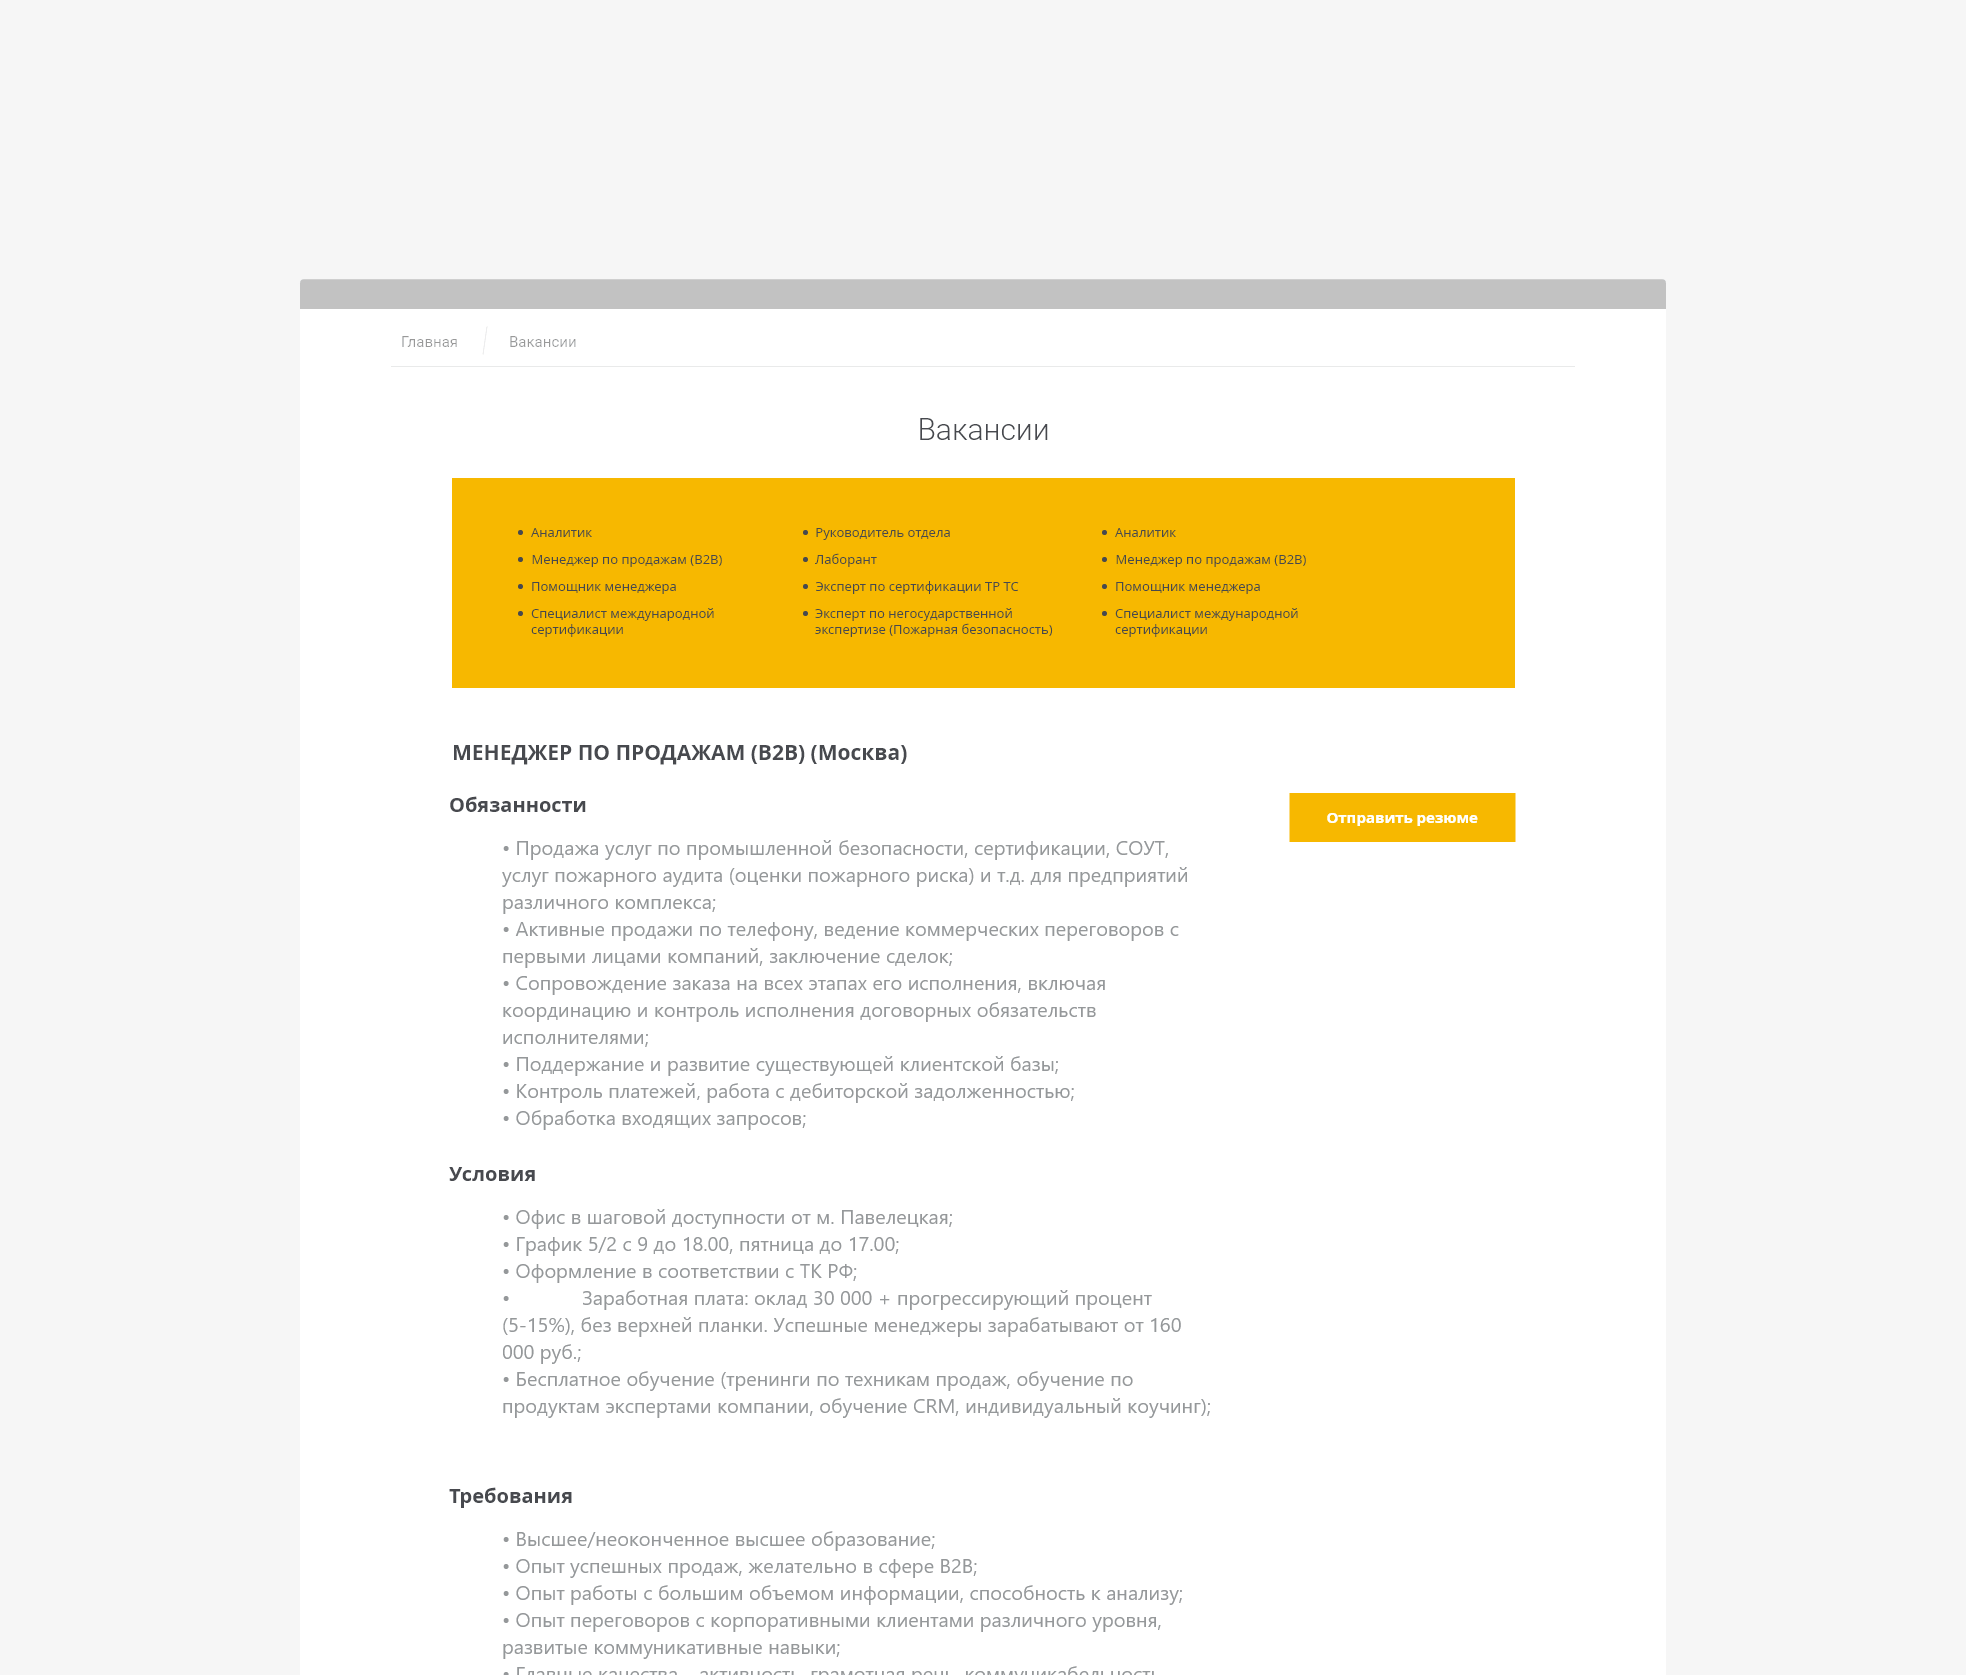 Главная Вакансии
Вакансии
• Аналитик
• Менеджер по продажам (B2B)
• Помощник менеджера
• Специалист международной
сертификации
• Руководитель отдела
• Лаборант
• Эксперт по сертификации ТР ТС
• Эксперт по негосударственной
экспертизе (Пожарная безопасность)
• Аналитик
• Менеджер по продажам (B2B)
• Помощник менеджера
• Специалист международной
сертификации
МЕНЕДЖЕР ПО ПРОДАЖАМ (B2B) (Москва)
Обязанности
Отправить резюме
• Продажа услуг по промышленной безопасности, сертификации, СОУТ,
услуг пожарного аудита (оценки пожарного риска) и т.д. для предприятий
различного комплекса;
• Активные продажи по телефону, ведение коммерческих переговоров с
первыми лицами компаний, заключение сделок;
• Сопровождение заказа на всех этапах его исполнения, включая
координацию и контроль исполнения договорных обязательств
исполнителями;
• Поддержание и развитие существующей клиентской базы;
• Контроль платежей, работа с дебиторской задолженностью;
• Обработка входящих запросов;
Условия
• Офис в шаговой доступности от м. Павелецкая;
• График 5/2 с 9 до 18.00, пятница до 17.00;
• Оформление в соответствии с ТК РФ;
• Заработная плата: оклад 30 000 + прогрессирующий процент
(5-15%), без верхней планки. Успешные менеджеры зарабатывают от 160
000 руб.;
• Бесплатное обучение (тренинги по техникам продаж, обучение по
продуктам экспертами компании, обучение CRM, индивидуальный коучинг);
Требования
• Высшее/неоконченное высшее образование;
• Опыт успешных продаж, желательно в сфере B2B;
• Опыт работы с большим объемом информации, способность к анализу;
• Опыт переговоров с корпоративными клиентами различного уровня,
развитые коммуникативные навыки;
• Главные качества – активность, грамотная речь, коммуникабельность,